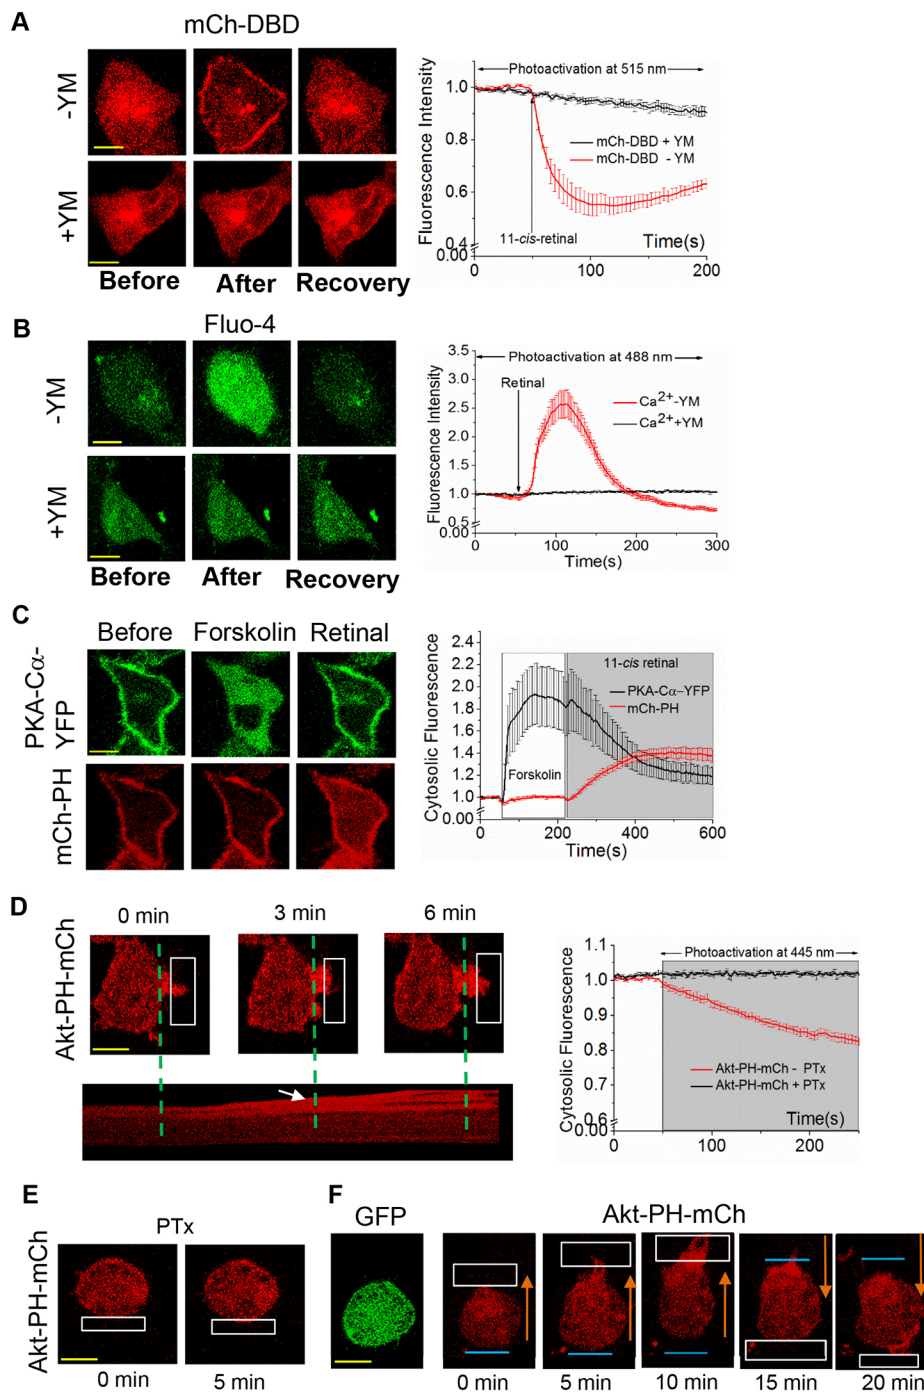 A
mCh-DBD
-YM
+YM
Before After Recovery
Fluorescence Intensity
1.0
0.8
0.6
0.4
0.00
Photoactivation at 515 nm
mCh-DBD + YM
mCh-DBD - YM
11-cis-retinal
Time(s)
0 100 200
B
Fluo-4
-YM
+YM
Before After Recovery
Fluorescence Intensity
3.5
3.0
2.5
2.0
1.5
1.0
0.5
0.00
Photoactivation at 488 nm
Retinal
Ca2+-YM
Ca2++YM
0 100 200 300
Time(s)
C
Before Forskolin Retinal
PKA-Cα-
YFP
mCh-PH
Cytosolic Fluorescence
2.4
2.2
2.0
1.8
1.6
1.4
1.2
1.0
0.00
11-cis retinal
PKA-Cα-YFP
mCh-PH
Forskolin
0 200 400 600
Time(s)
D
0 min 3 min 6 min
Akt-PH-mCh
Cytosolic Fluorescence
1.1
1.0
0.9
0.8
0.7
0.6
0.00
Photoactivation at 445 nm
Akt-PH-mCh - PTx
Akt-PH-mCh + PTx
Time(s)
0 100 200
E
PTx
Akt-PH-mCh
0 min 5 min
F
GFP Akt-PH-mCh
0 min 5 min 10 min 15 min 20 min